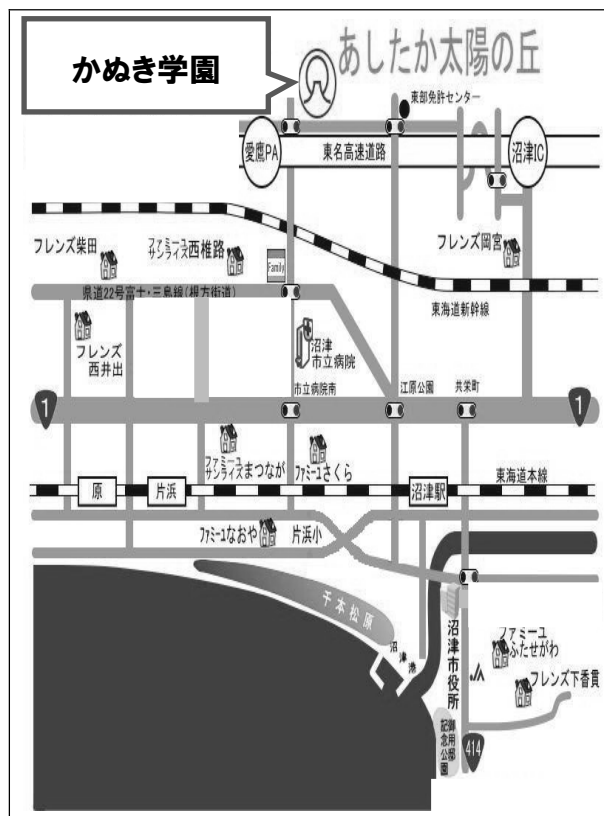 かぬき学園
あしたか太陽の丘
東部免許センター
愛鷹PA
東名高速道路
沼津IC
フレンズ柴田
ファミーユ
サンライズ西椎路
Family
フレンズ岡宮
県道22号富士・三島線(根方街道)
東海道新幹線
フレンズ
西井出
沼津
市立病院
市立病院南
江原公園
共栄町
1
1
ファミーユ
サンライズまつなが
ファミーユさくら
原
片浜
沼津駅
東海道本線
ファミーユなおや
片浜小
千本松原
沼津港
沼津市役所
ファミーユ
ふたせがわ
JA
フレンズ下香貫
御用邸
記念公園
414